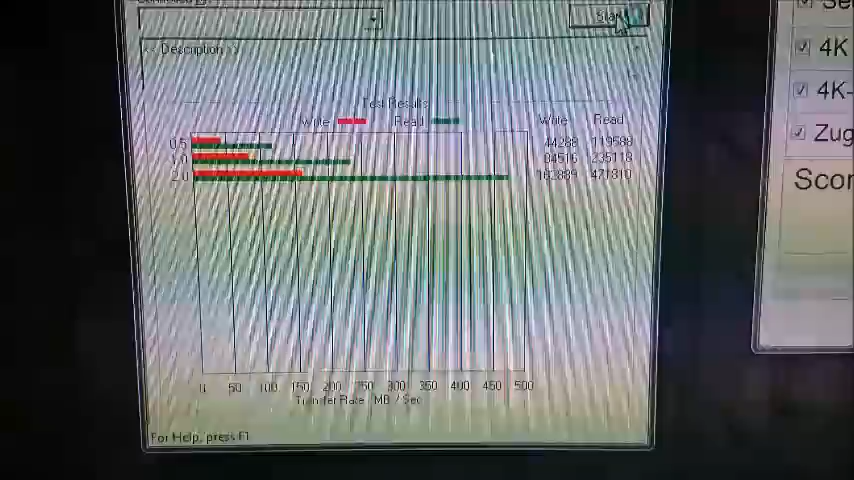 Start
<< Description >>
Test Results
Write Read Write Read
0.5 44288 119588
1.0 84516 235118
2.0 162889 471810
0 50 100 150 200 250 300 350 400 450 500
Transfer Rate - MB / Sec
For Help, press F1
4K
4K-
Zug
Scor